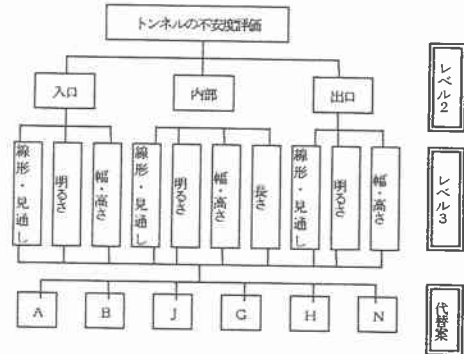 トンネルの不安度評価
入口
内部
出口
レベル2
線形・見通し
明るさ
幅・高さ
線形・見通し
明るさ
幅・高さ
長さ
線形・見通し
明るさ
幅・高さ
レベル3
A
B
J
G
H
N
代替案